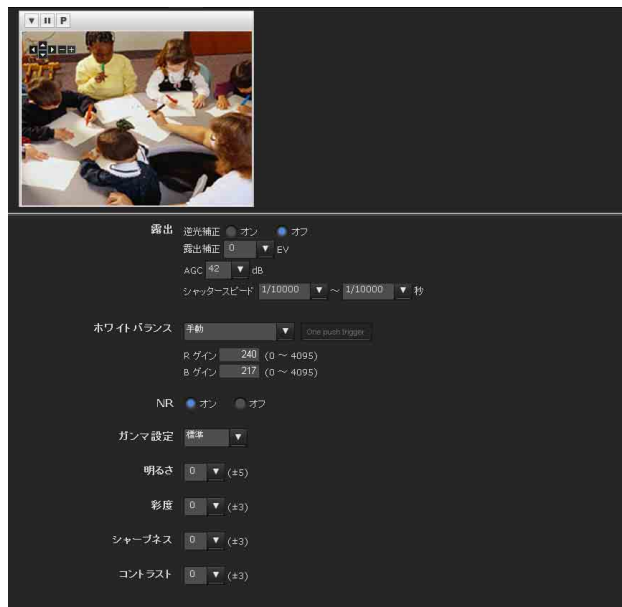 P
露出 逆光補正 オン オフ
露出補正 0 EV
AGC 42 dB
シャッタースピード 1/10000 ～ 1/10000 秒
ホワイトバランス 手動 One push trigger
R ゲイン 240 (0 ～ 4095)
B ゲイン 217 (0 ～ 4095)
NR オン オフ
ガンマ設定 標準
明るさ 0 (±5)
彩度 0 (±3)
シャープネス 0 (±3)
コントラスト 0 (±3)